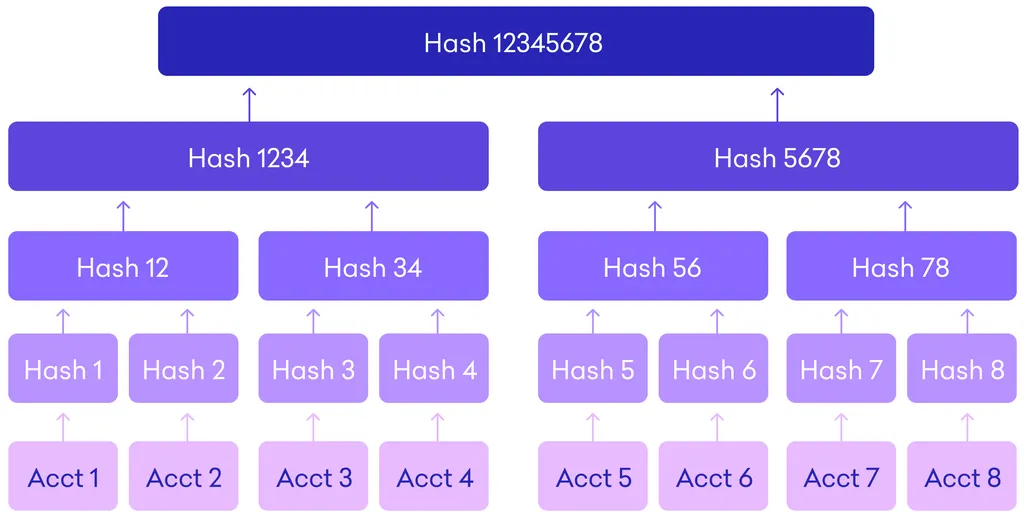 Hash 12345678
Hash 1234
Hash 5678
Hash 12
Hash 34
Hash 56
Hash 78
Hash 1
Hash 2
Hash 3
Hash 4
Hash 5
Hash 6
Hash 7
Hash 8
Acct 1
Acct 2
Acct 3
Acct 4
Acct 5
Acct 6
Acct 7
Acct 8